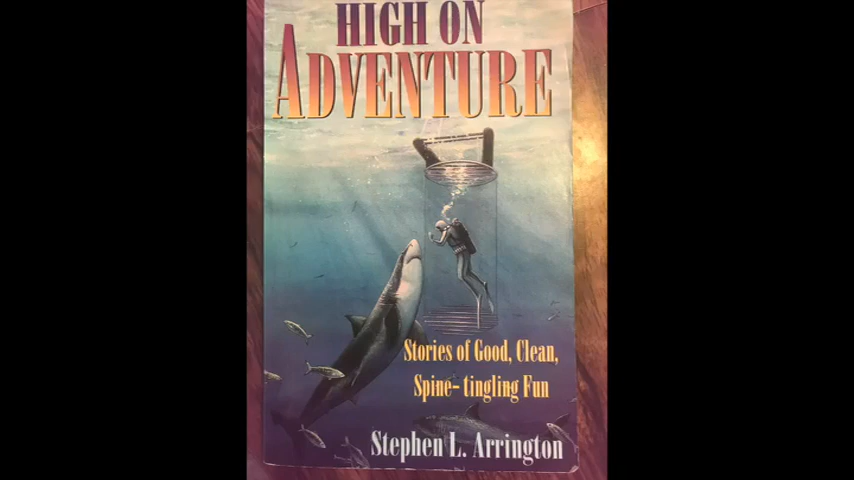 HIGH ON
ADVENTURE
Stories of Good, Clean,
Spine-tingling Fun
Stephen L. Arrington